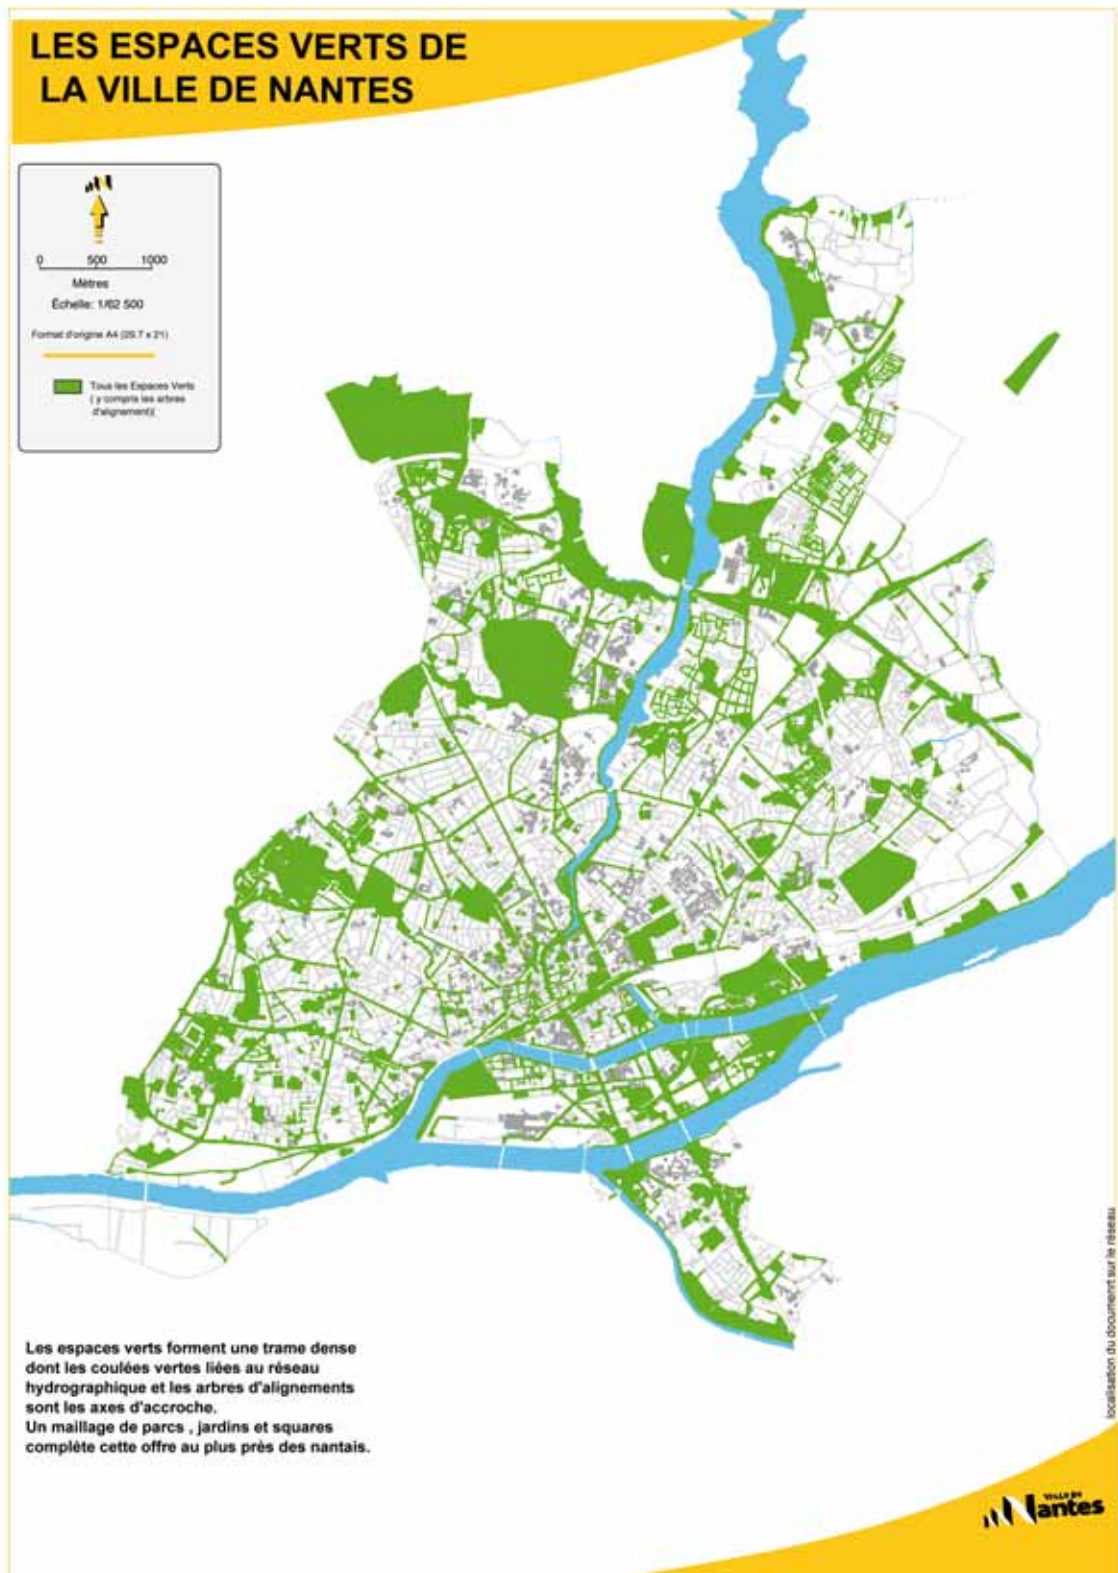 LES ESPACES VERTS DE
LA VILLE DE NANTES
0 500 1000
Mètres
Échelle: 1/62 500
Format d'origine A4 (29.7 x 21)
Tous les Espaces Verts
( y compris les arbres
d'alignement)(
Les espaces verts forment une trame dense
dont les coulées vertes liées au réseau
hydrographique et les arbres d'alignements
sont les axes d'accroche.
Un maillage de parcs , jardins et squares
complète cette offre au plus près des nantais.
localisation du documenrt sur le réseau
VILLE DE
Nantes